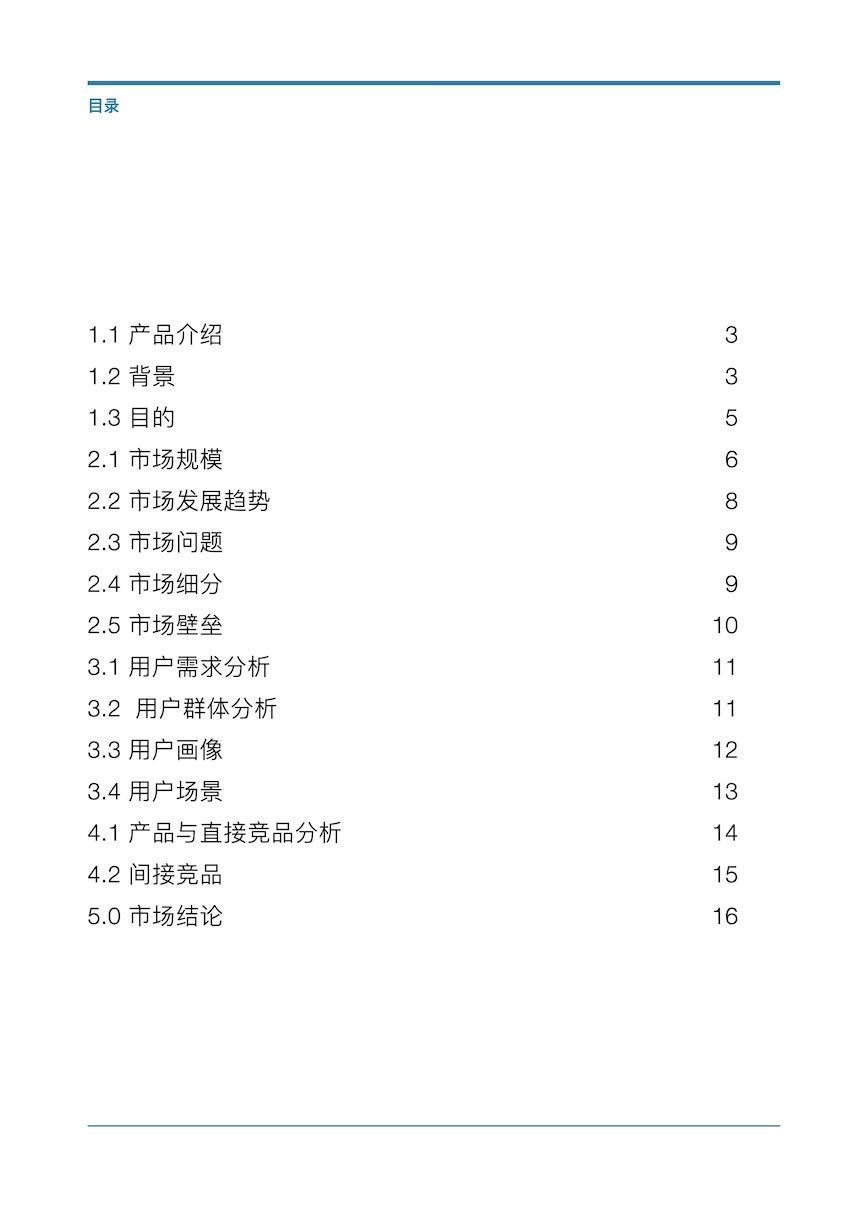 目录
1.1 产品介绍 3
1.2 背景 3
1.3 目的 5
2.1 市场规模 6
2.2 市场发展趋势 8
2.3 市场问题 9
2.4 市场细分 9
2.5 市场壁垒 10
3.1 用户需求分析 11
3.2 用户群体分析 11
3.3 用户画像 12
3.4 用户场景 13
4.1 产品与直接竞品分析 14
4.2 间接竞品 15
5.0 市场结论 16